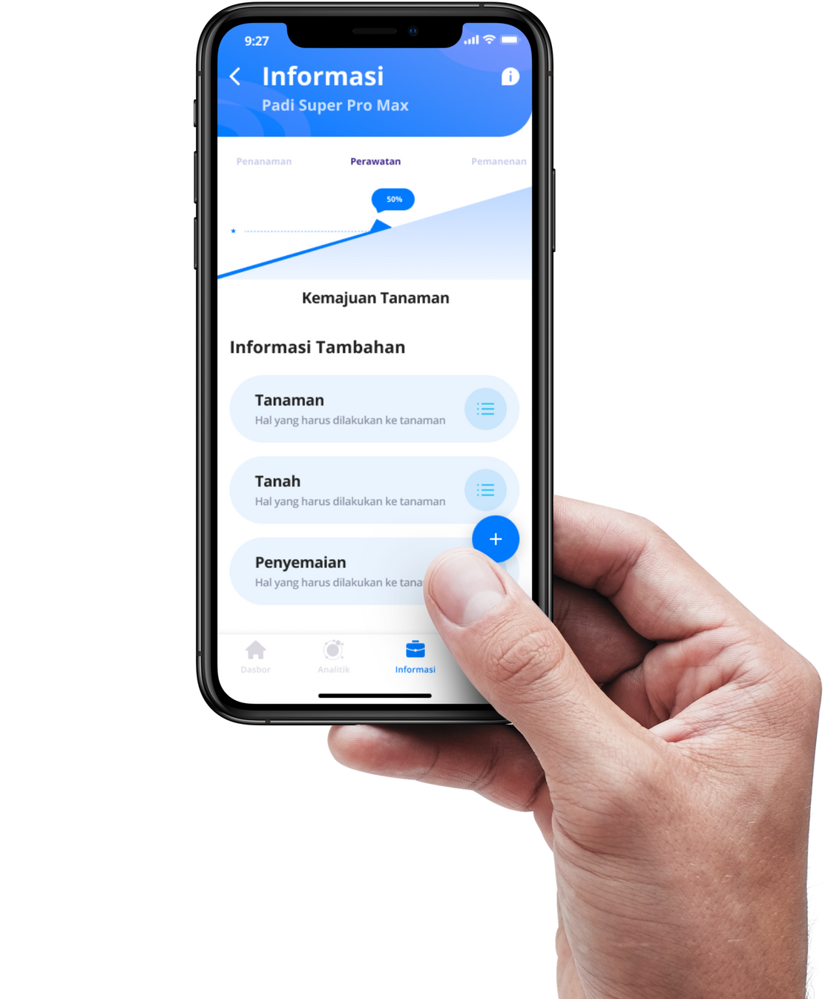 9:27
Informasi
Padi Super Pro Max
Penanaman Perawatan Pemanenan
50%
Kemajuan Tanaman
Informasi Tambahan
Tanaman
Hal yang harus dilakukan ke tanaman
Tanah
Hal yang harus dilakukan ke tanaman
Penyemaian
Hal yang harus dilakukan ke
Dasbor Analitik Informasi